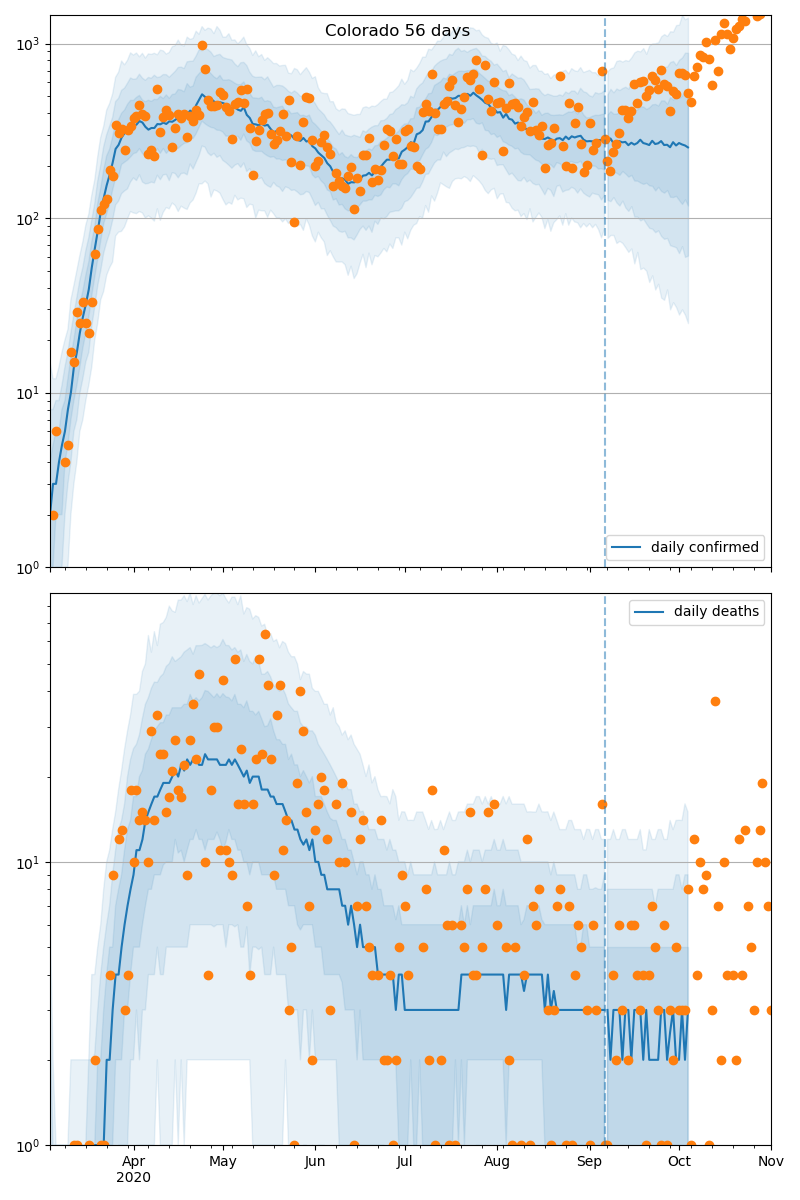 Colorado 56 days
10³
10²
10¹
10⁰
daily confirmed
daily deaths
10¹
10⁰
Apr
2020
May
Jun
Jul
Aug
Sep
Oct
Nov